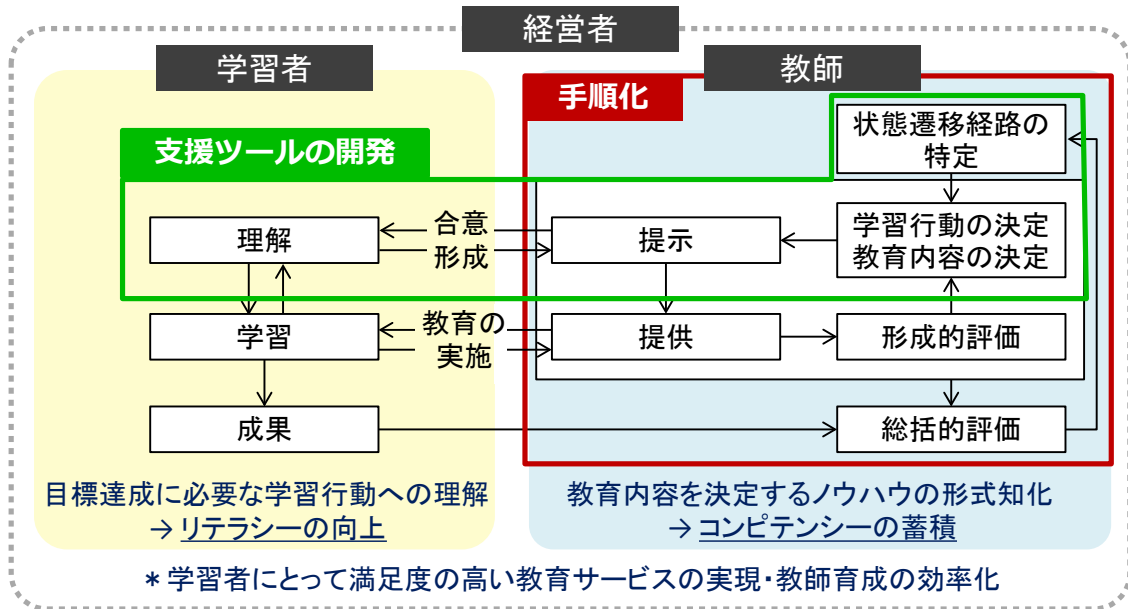 経営者
学習者
教師
手順化
支援ツールの開発
状態遷移経路の
特定
理解
合意
形成
提示
学習行動の決定
教育内容の決定
学習
教育の
実施
提供
形成的評価
成果
総括的評価
目標達成に必要な学習行動への理解
→ リテラシーの向上
教育内容を決定するノウハウの形式知化
→ コンピテンシーの蓄積
* 学習者にとって満足度の高い教育サービスの実現・教師育成の効率化